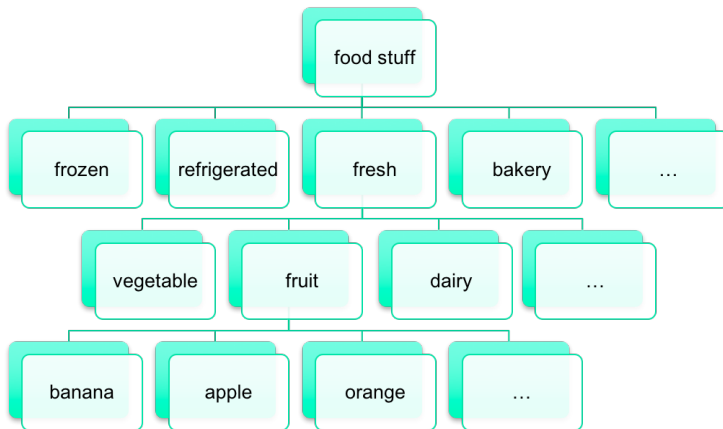 food stuff
frozen
refrigerated
fresh
bakery
...
vegetable
fruit
dairy
...
banana
apple
orange
...